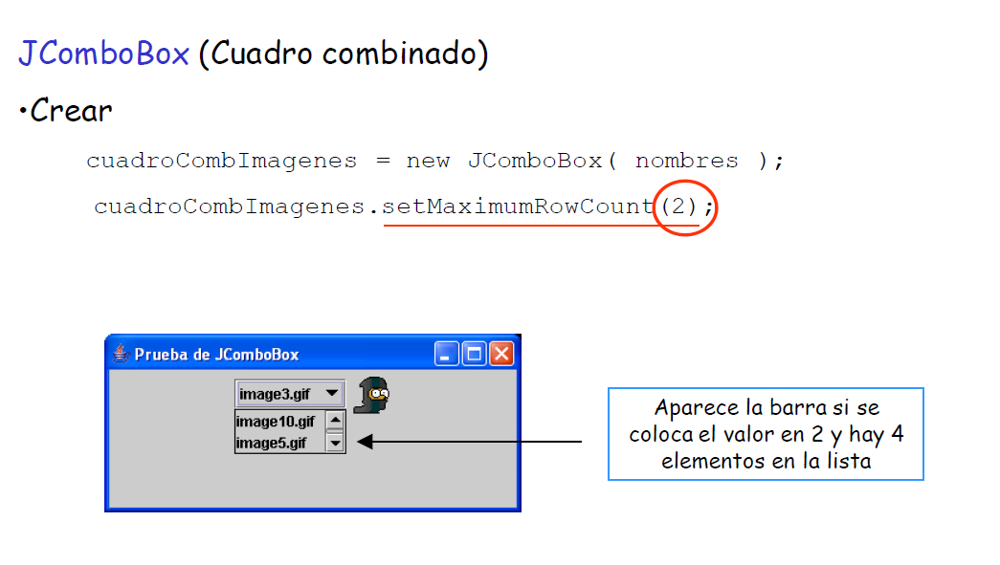 JComboBox (Cuadro combinado)
•Crear
cuadroCombImagenes = new JComboBox( nombres );
cuadroCombImagenes.setMaximumRowCount(2);
Prueba de JComboBox
image3.gif
image10.gif
image5.gif
Aparece la barra si se
coloca el valor en 2 y hay 4
elementos en la lista